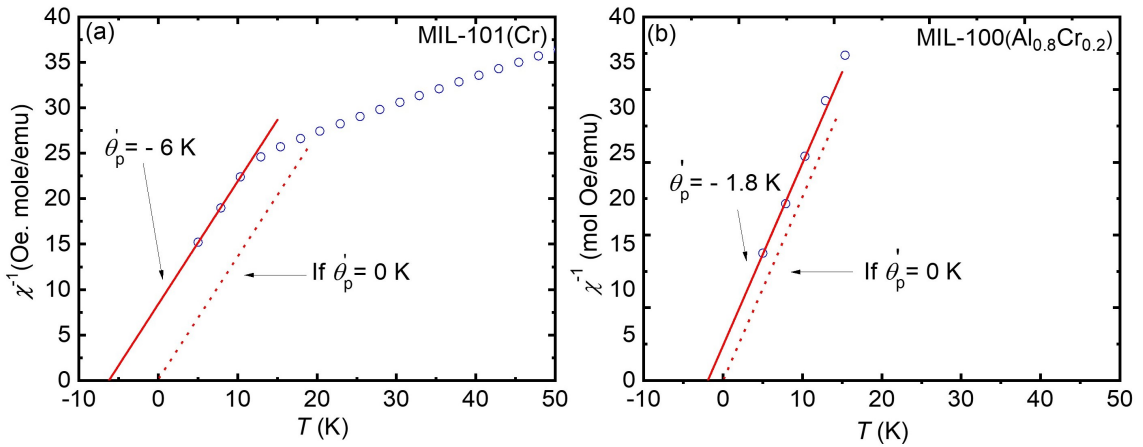 (a) MIL-101(Cr)
40
35
30
25
20
15
10
5
0
χ⁻¹(Oe. mole/emu)
θ'p= - 6 K
If θ'p= 0 K
-10 0 10 20 30 40 50
T (K)
(b) MIL-100(Al0.8Cr0.2)
40
35
30
25
20
15
10
5
0
χ⁻¹ (mol Oe/emu)
θ'p= - 1.8 K
If θ'p= 0 K
-10 0 10 20 30 40 50
T (K)